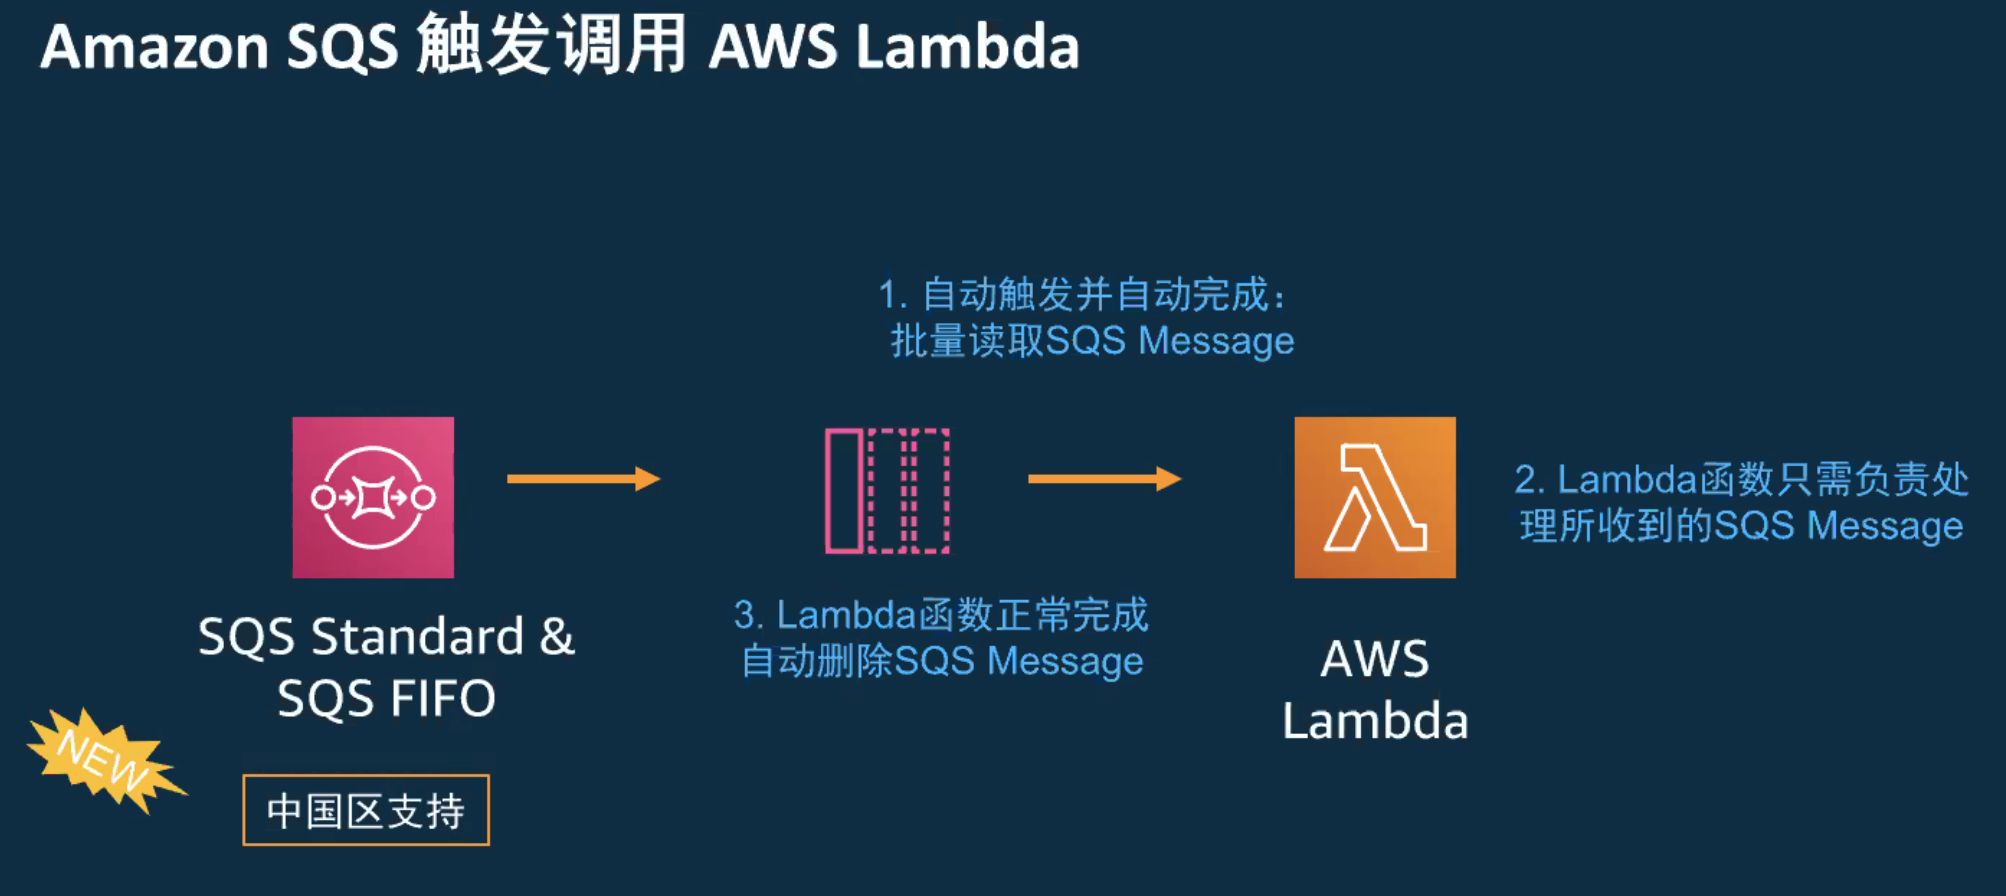 Amazon SQS 触发调用 AWS Lambda
1. 自动触发并自动完成：
批量读取SQS Message
2. Lambda函数只需负责处
理所收到的SQS Message
3. Lambda函数正常完成
自动删除SQS Message
SQS Standard &
SQS FIFO
AWS
Lambda
NEW
中国区支持